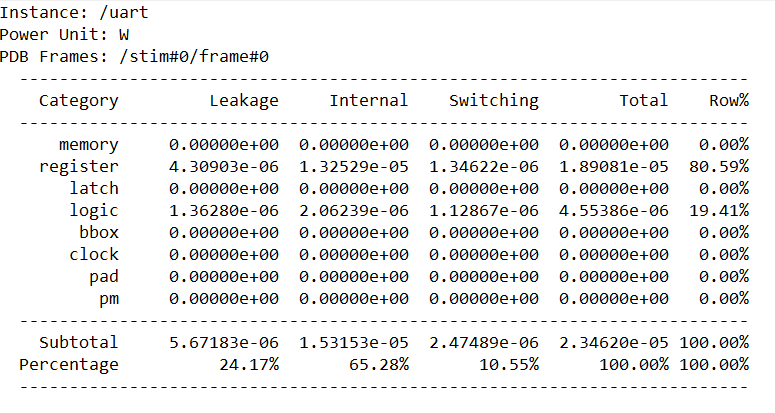 Instance: /uart
Power Unit: W
PDB Frames: /stim#0/frame#0
-------------------------------------------------------------------------
Category Leakage Internal Switching Total Row%
-------------------------------------------------------------------------
memory 0.00000e+00 0.00000e+00 0.00000e+00 0.00000e+00 0.00%
register 4.30903e-06 1.32529e-05 1.34622e-06 1.89081e-05 80.59%
latch 0.00000e+00 0.00000e+00 0.00000e+00 0.00000e+00 0.00%
logic 1.36280e-06 2.06239e-06 1.12867e-06 4.55386e-06 19.41%
bbox 0.00000e+00 0.00000e+00 0.00000e+00 0.00000e+00 0.00%
clock 0.00000e+00 0.00000e+00 0.00000e+00 0.00000e+00 0.00%
pad 0.00000e+00 0.00000e+00 0.00000e+00 0.00000e+00 0.00%
pm 0.00000e+00 0.00000e+00 0.00000e+00 0.00000e+00 0.00%
-------------------------------------------------------------------------
Subtotal 5.67183e-06 1.53153e-05 2.47489e-06 2.34620e-05 100.00%
Percentage 24.17% 65.28% 10.55% 100.00% 100.00%
-------------------------------------------------------------------------